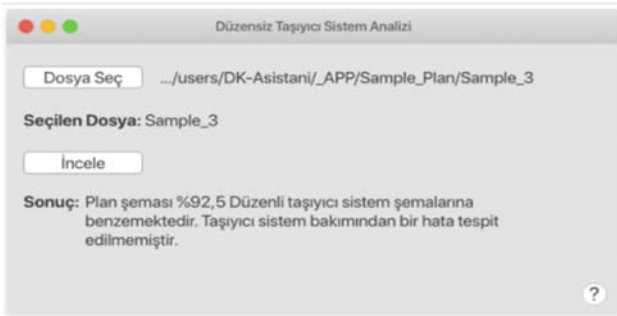 Düzensiz Taşıyıcı Sistem Analizi
Dosya Seç .../users/DK-Asistani/_APP/Sample_Plan/Sample_3
Seçilen Dosya: Sample_3
İncele
Sonuç: Plan şeması %92,5 Düzenli taşıyıcı sistem şemalarına
benzemektedir. Taşıyıcı sistem bakımından bir hata tespit
edilmemiştir.
?